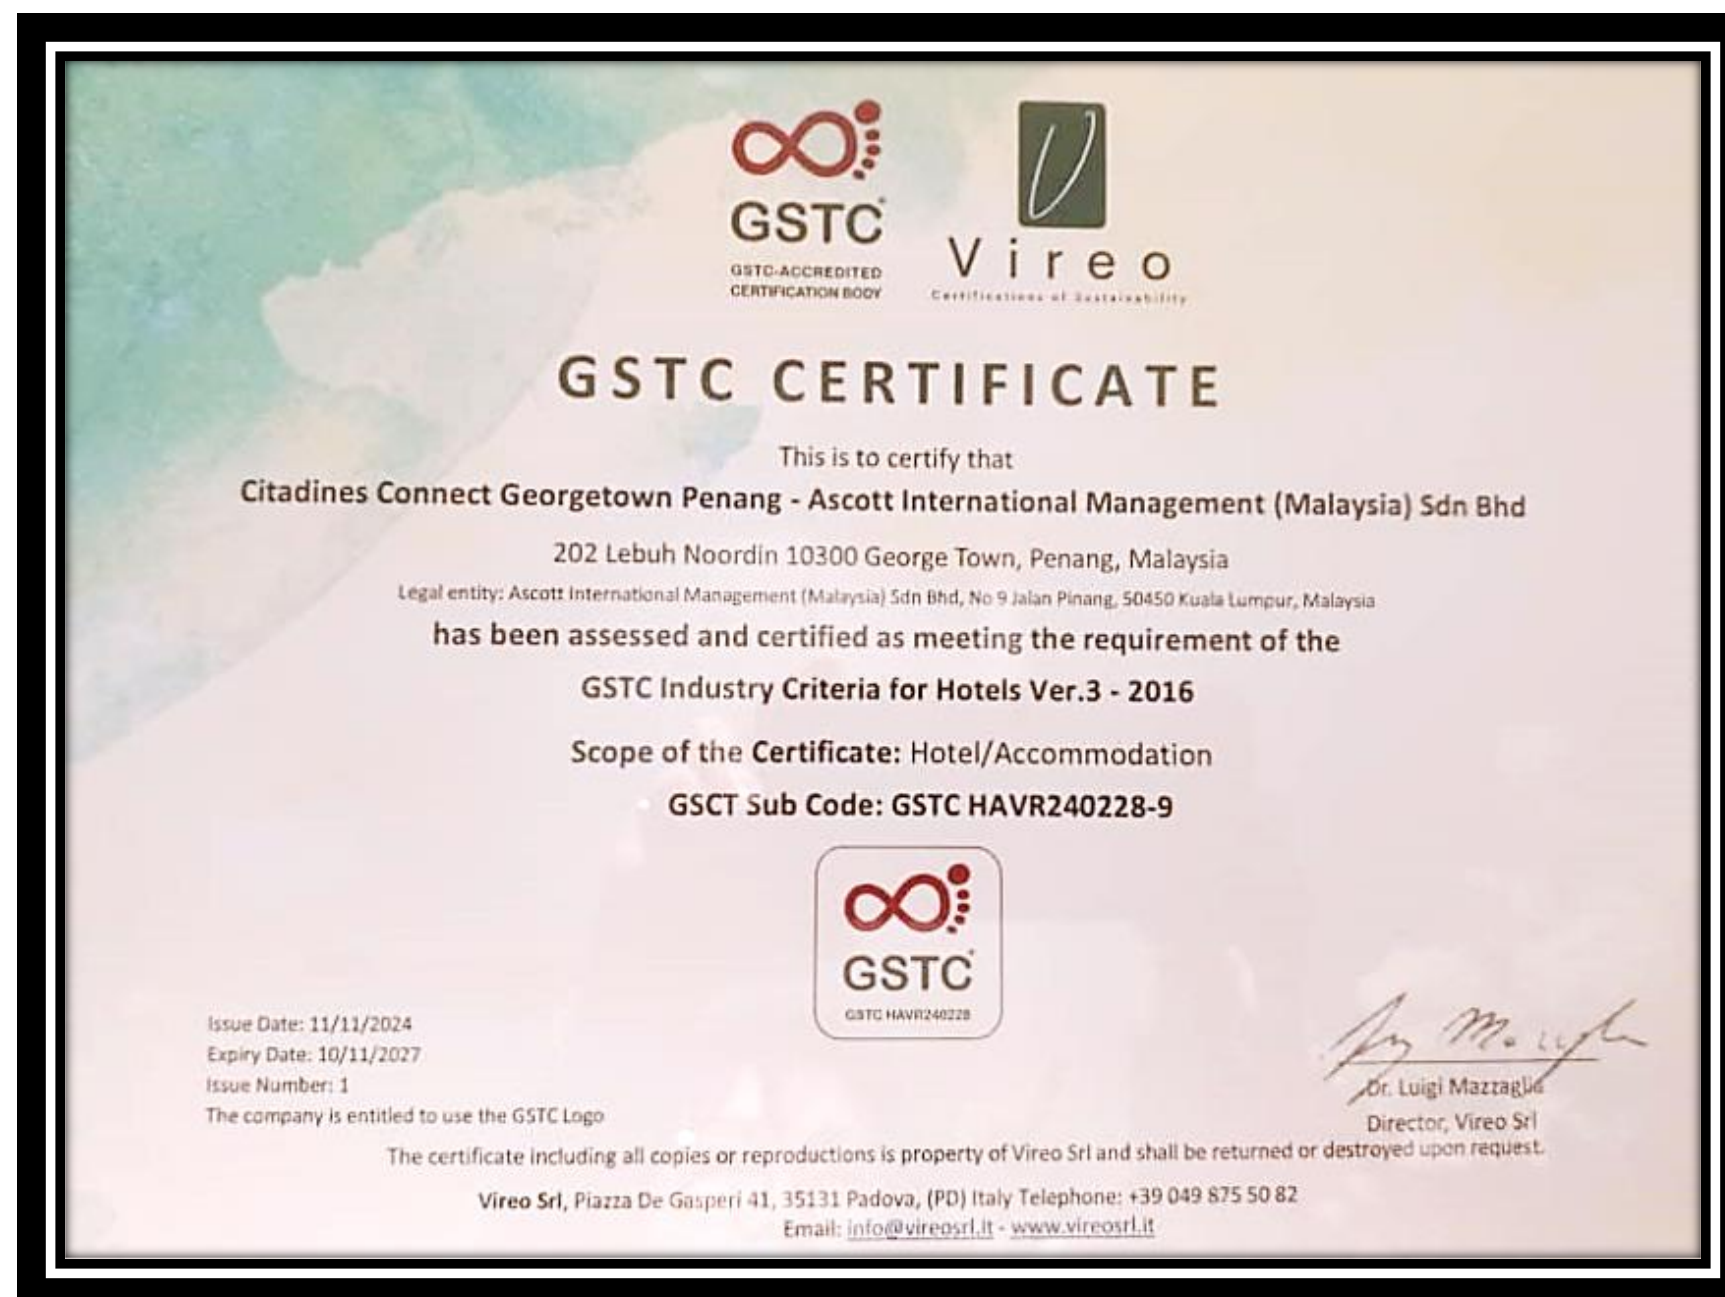 GSTC
GSTC-ACCREDITED
CERTIFICATION BODY
Vireo
Certifications of Sustainability
GSTC CERTIFICATE
This is to certify that
Citadines Connect Georgetown Penang - Ascott International Management (Malaysia) Sdn Bhd
202 Lebuh Noordin 10300 George Town, Penang, Malaysia
Legal entity: Ascott International Management (Malaysia) Sdn Bhd, No 9 Jalan Pinang, 50450 Kuala Lumpur, Malaysia
has been assessed and certified as meeting the requirement of the
GSTC Industry Criteria for Hotels Ver.3 - 2016
Scope of the Certificate: Hotel/Accommodation
GSCT Sub Code: GSTC HAVR240228-9
GSTC
GSTC HAVR240228
Issue Date: 11/11/2024
Expiry Date: 10/11/2027
Issue Number: 1
The company is entitled to use the GSTC Logo
Dr. Luigi Mazzaglia
Director, Vireo Srl
The certificate including all copies or reproductions is property of Vireo Srl and shall be returned or destroyed upon request.
Vireo Srl, Piazza De Gasperi 41, 35131 Padova, (PD) Italy Telephone: +39 049 875 50 82
Email: info@vireosrl.it - www.vireosrl.it